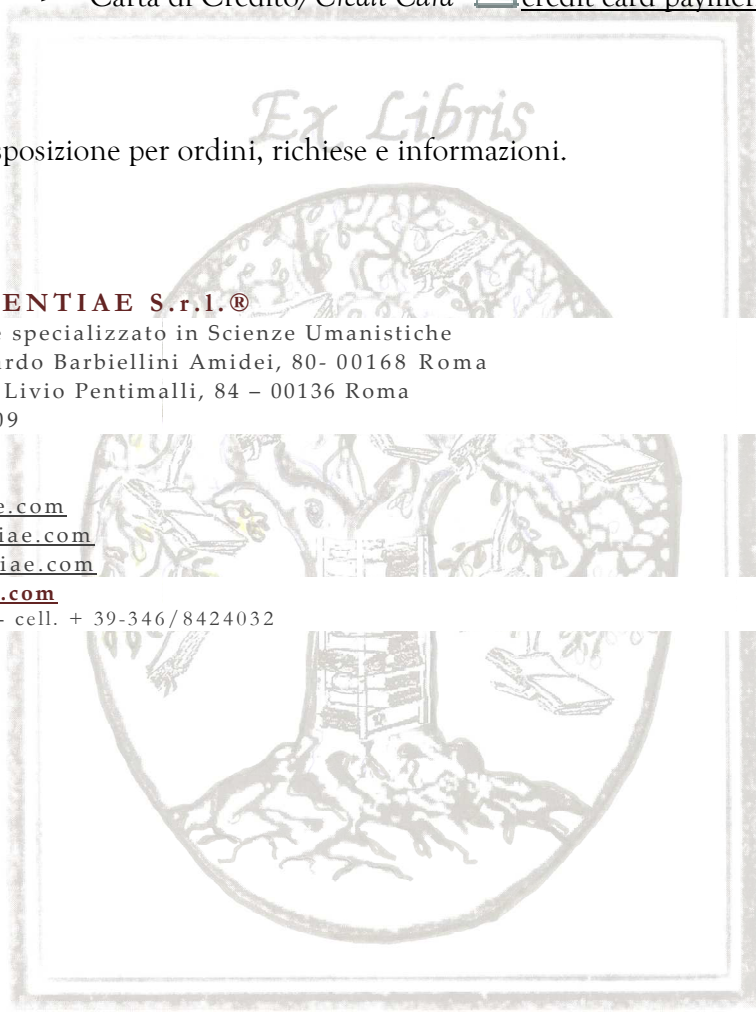 Carta di Credito/ Credit Card credit card paymen
Ex Libris
sposizione per ordini, richiese e informazioni.
ENTIAE S.r.l.®
specializzato in Scienze Umanistiche
ardo Barbiellini Amidei, 80- 00168 Roma
Livio Pentimalli, 84 – 00136 Roma
09
e.com
iae.com
iae.com
.com
- cell. + 39-346/8424032